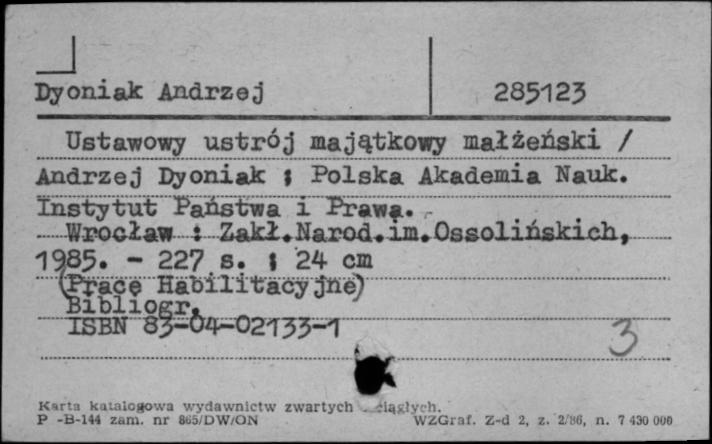 Dyoniak Andrzej 285123
Ustawowy ustrój majątkowy małżeński /
Andrzej Dyoniak ; Polska Akademia Nauk.
Instytut Państwa i Prawa. -
Wrocław : Zakł.Narod.im.Ossolińskich,
1985. - 227 s. ; 24 cm
(Pracę Habilitacyjne)
Bibliogr.
ISBN 83-04-02133-1
3
Karta katalogowa wydawnictw zwartych ciągłych.
P -B-144 zam. nr 865/DW/ON WZGraf. Z-d 2, z. 2/86, n. 7 430 000